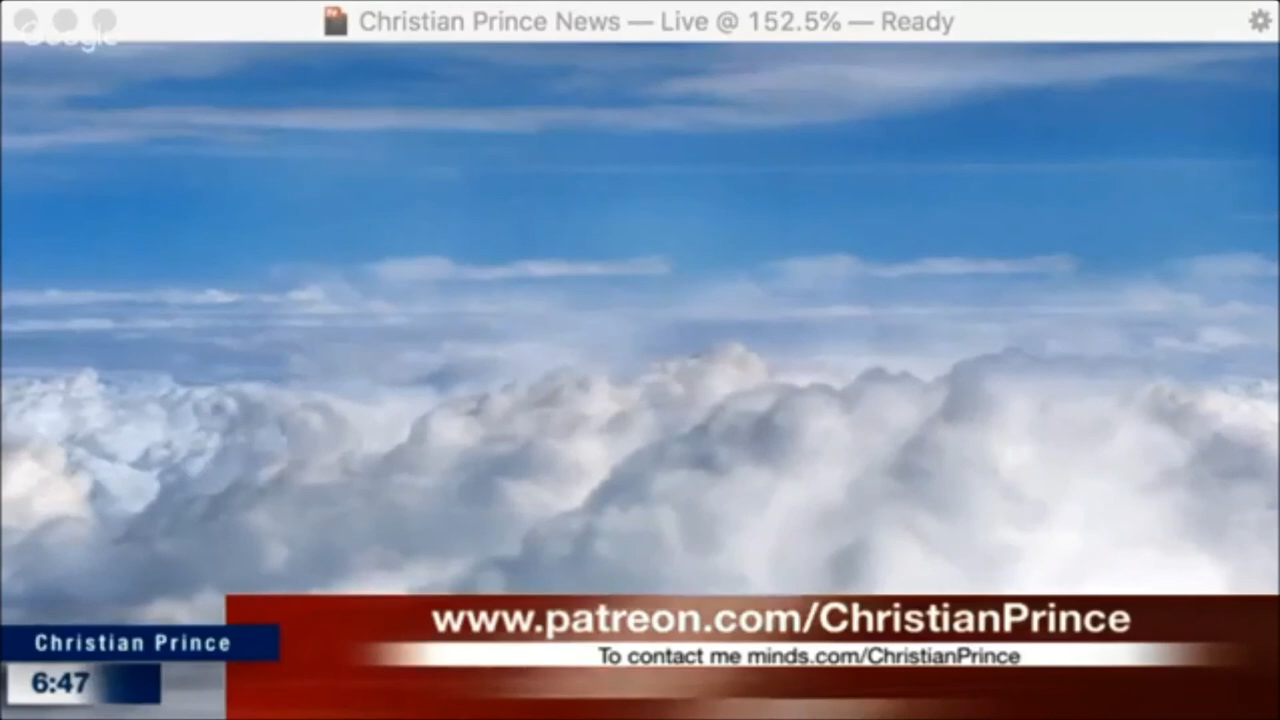 Christian Prince News — Live @ 152.5% — Ready
Google
www.patreon.com/ChristianPrince
To contact me minds.com/ChristianPrince
Christian Prince
6:47